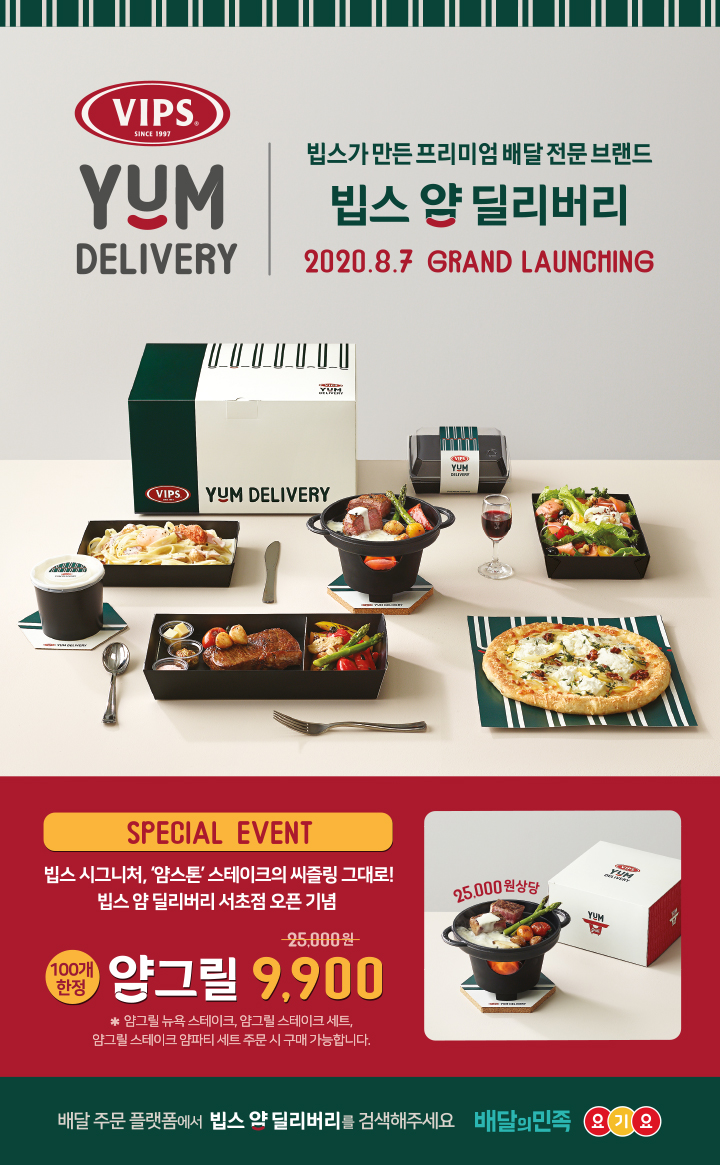 VIPS
SINCE 1997
YUM
DELIVERY
빕스가 만든 프리미엄 배달 전문 브랜드
빕스 얌 딜리버리
2020.8.7 GRAND LAUNCHING
VIPS
YUM
DELIVERY
VIPS
YUM DELIVERY
VIPS
YUM
DELIVERY
YUM DELIVERY
YUM DELIVERY
SPECIAL EVENT
빕스 시그니처, ‘얌스톤’ 스테이크의 씨즐링 그대로!
빕스 얌 딜리버리 서초점 오픈 기념
25,000원
100개
한정
얌그릴 9,900
* 얌그릴 뉴욕 스테이크, 얌그릴 스테이크 세트,
얌그릴 스테이크 얌파티 세트 주문 시 구매 가능합니다.
25,000원상당
VIPS
YUM
DELIVERY
YUM
YUM DELIVERY
배달 주문 플랫폼에서 빕스 얌 딜리버리를 검색해주세요 배달의민족 요기요